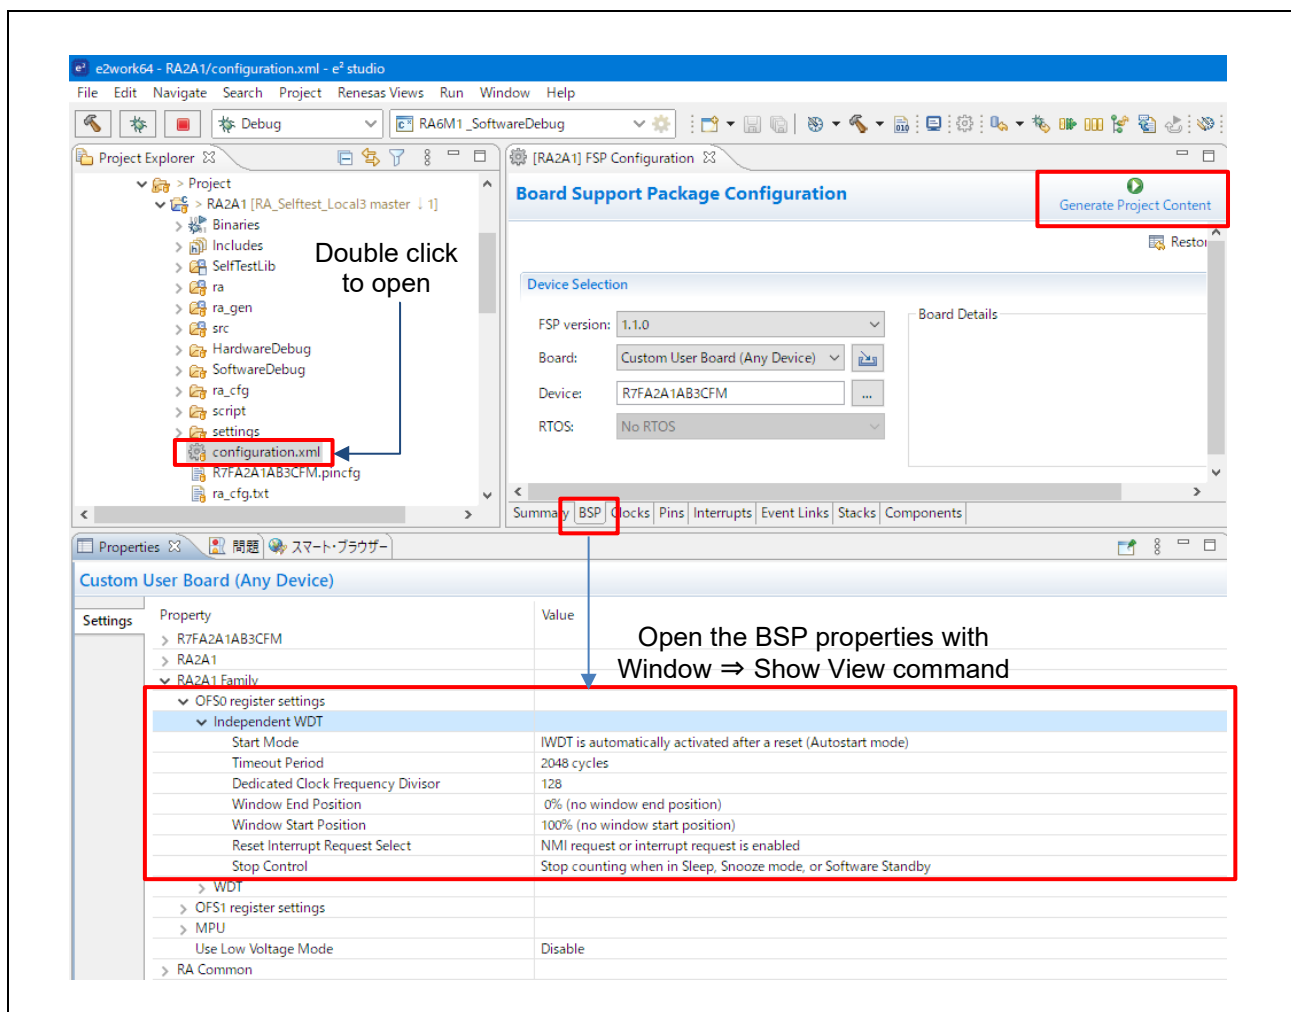 e2work64 - RA2A1/configuration.xml - e² studio
File Edit Navigate Search Project Renesas Views Run Window Help
Debug
RA6M1_SoftwareDebug
Project Explorer
> Project
> RA2A1 [RA_Selftest_Local3 master ↓ 1]
Binaries
Includes
SelfTestLib
ra
ra_gen
src
HardwareDebug
SoftwareDebug
ra_cfg
script
settings
configuration.xml
R7FA2A1AB3CFM.pincfg
ra_cfg.txt
Double click
to open
[RA2A1] FSP Configuration
Board Support Package Configuration
Generate Project Content
Restor
Device Selection
FSP version: 1.1.0
Board: Custom User Board (Any Device)
Device: R7FA2A1AB3CFM ...
RTOS: No RTOS
Board Details
Summary BSP Clocks Pins Interrupts Event Links Stacks Components
Properties 問題 スマート・ブラウザー
Custom User Board (Any Device)
Settings
Property Value
R7FA2A1AB3CFM
RA2A1
RA2A1 Family
Open the BSP properties with
Window ⇒ Show View command
OFS0 register settings
Independent WDT
Start Mode IWDT is automatically activated after a reset (Autostart mode)
Timeout Period 2048 cycles
Dedicated Clock Frequency Divisor 128
Window End Position 0% (no window end position)
Window Start Position 100% (no window start position)
Reset Interrupt Request Select NMI request or interrupt request is enabled
Stop Control Stop counting when in Sleep, Snooze mode, or Software Standby
WDT
OFS1 register settings
MPU
Use Low Voltage Mode Disable
RA Common